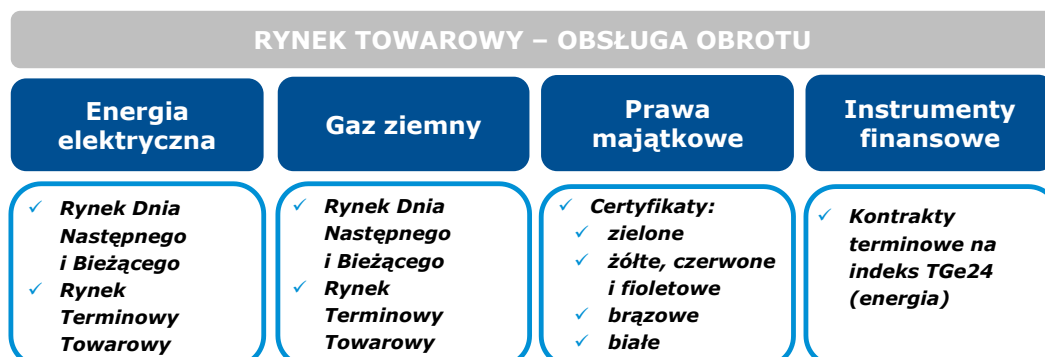 RYNEK TOWAROWY – OBSŁUGA OBROTU
Energia
elektryczna
✓ Rynek Dnia
Następnego
i Bieżącego
✓ Rynek
Terminowy
Towarowy
Gaz ziemny
✓ Rynek Dnia
Następnego
i Bieżącego
✓ Rynek
Terminowy
Towarowy
Prawa
majątkowe
✓ Certyfikaty:
✓ zielone
✓ żółte, czerwone
i fioletowe
✓ brązowe
✓ białe
Instrumenty
finansowe
✓ Kontrakty
terminowe na
indeks TGe24
(energia)